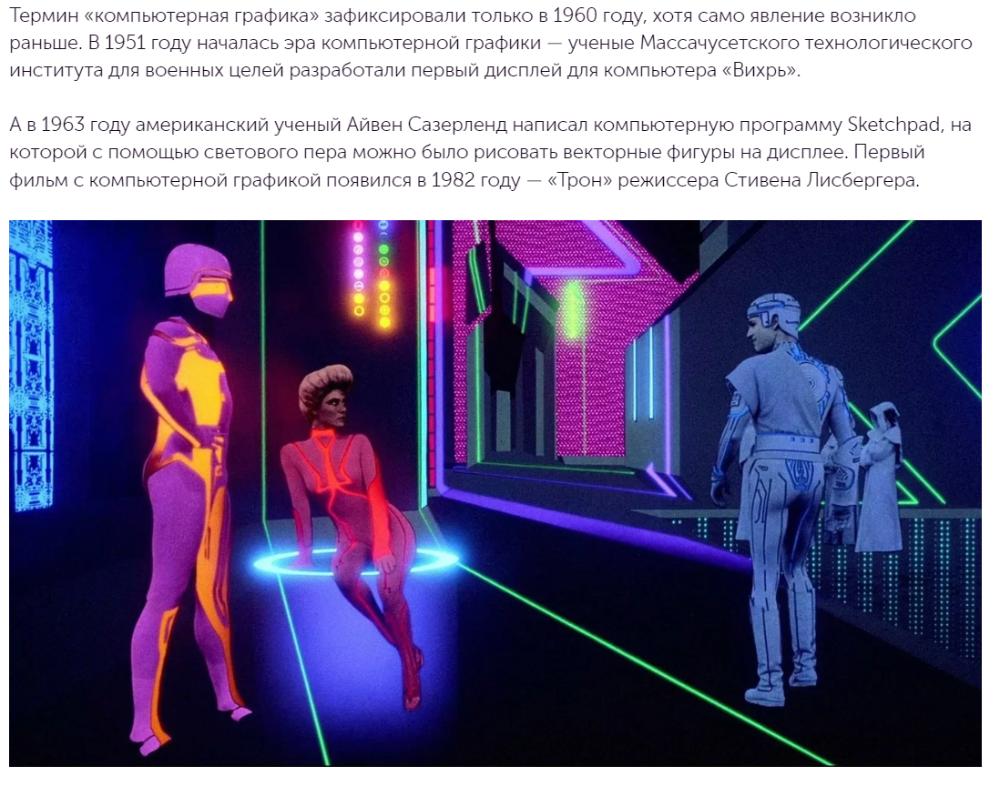 Термин «компьютерная графика» зафиксировали только в 1960 году, хотя само явление возникло
раньше. В 1951 году началась эра компьютерной графики — ученые Массачусетского технологического
института для военных целей разработали первый дисплей для компьютера «Вихрь».
А в 1963 году американский ученый Айвен Сазерленд написал компьютерную программу Sketchpad, на
которой с помощью светового пера можно было рисовать векторные фигуры на дисплее. Первый
фильм с компьютерной графикой появился в 1982 году — «Трон» режиссера Стивена Лисбергера.